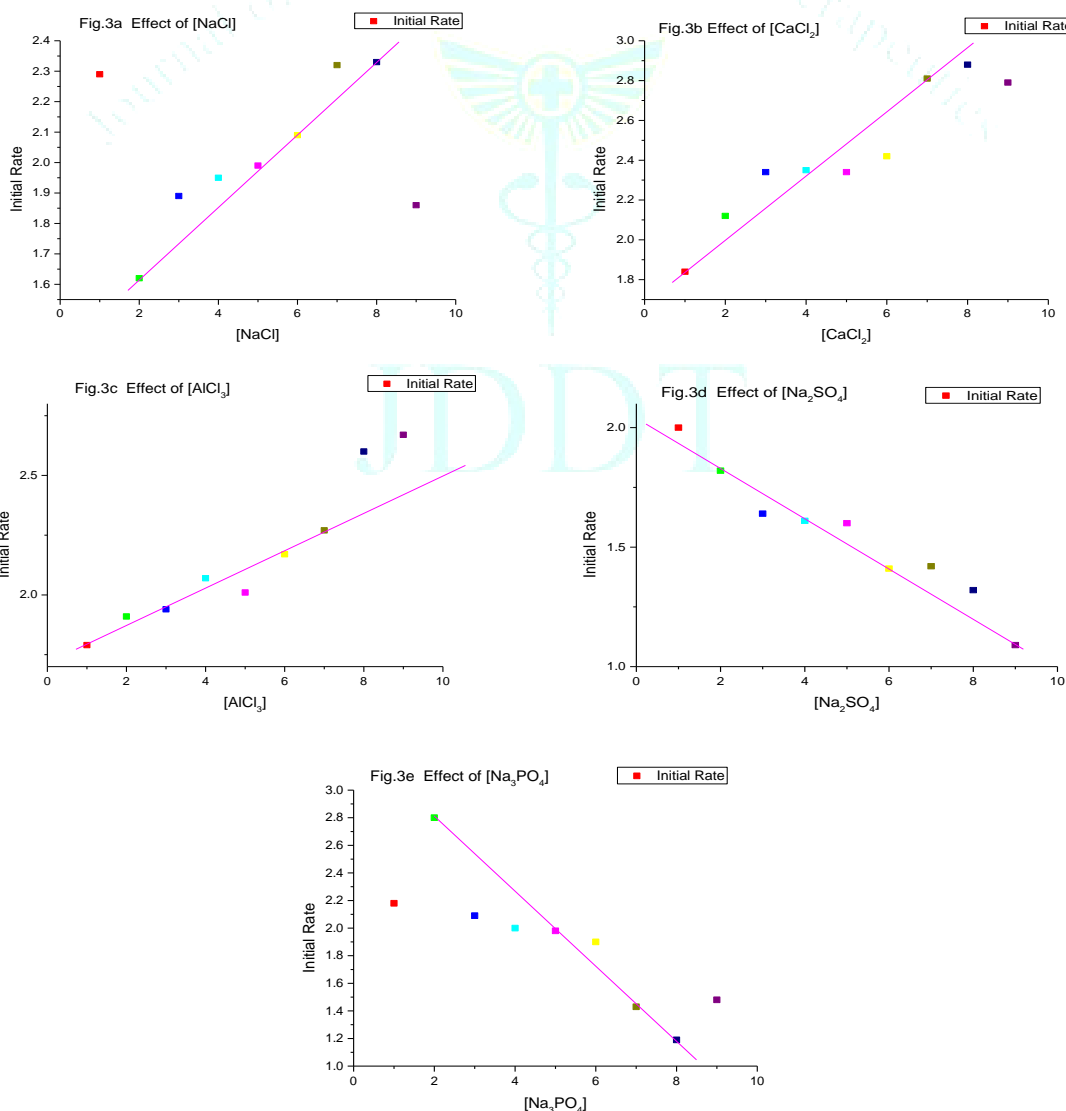 Fig.3a Effect of [NaCl]
Initial Rate
2.4
2.3
2.2
2.1
2.0
1.9
1.8
1.7
1.6
Initial Rate
0 2 4 6 8 10
[NaCl]
Fig.3b Effect of [CaCl₂]
Initial Rate
3.0
2.8
2.6
2.4
2.2
2.0
1.8
Initial Rate
0 2 4 6 8 10
[CaCl₂]
JDDT
Fig.3c Effect of [AlCl₃]
Initial Rate
2.5
2.0
Initial Rate
0 2 4 6 8 10
[AlCl₃]
Fig.3d Effect of [Na₂SO₄]
Initial Rate
2.0
1.5
1.0
Initial Rate
0 2 4 6 8 10
[Na₂SO₄]
Fig.3e Effect of [Na₃PO₄]
Initial Rate
3.0
2.8
2.6
2.4
2.2
2.0
1.8
1.6
1.4
1.2
1.0
Initial Rate
0 2 4 6 8 10
[Na₃PO₄]